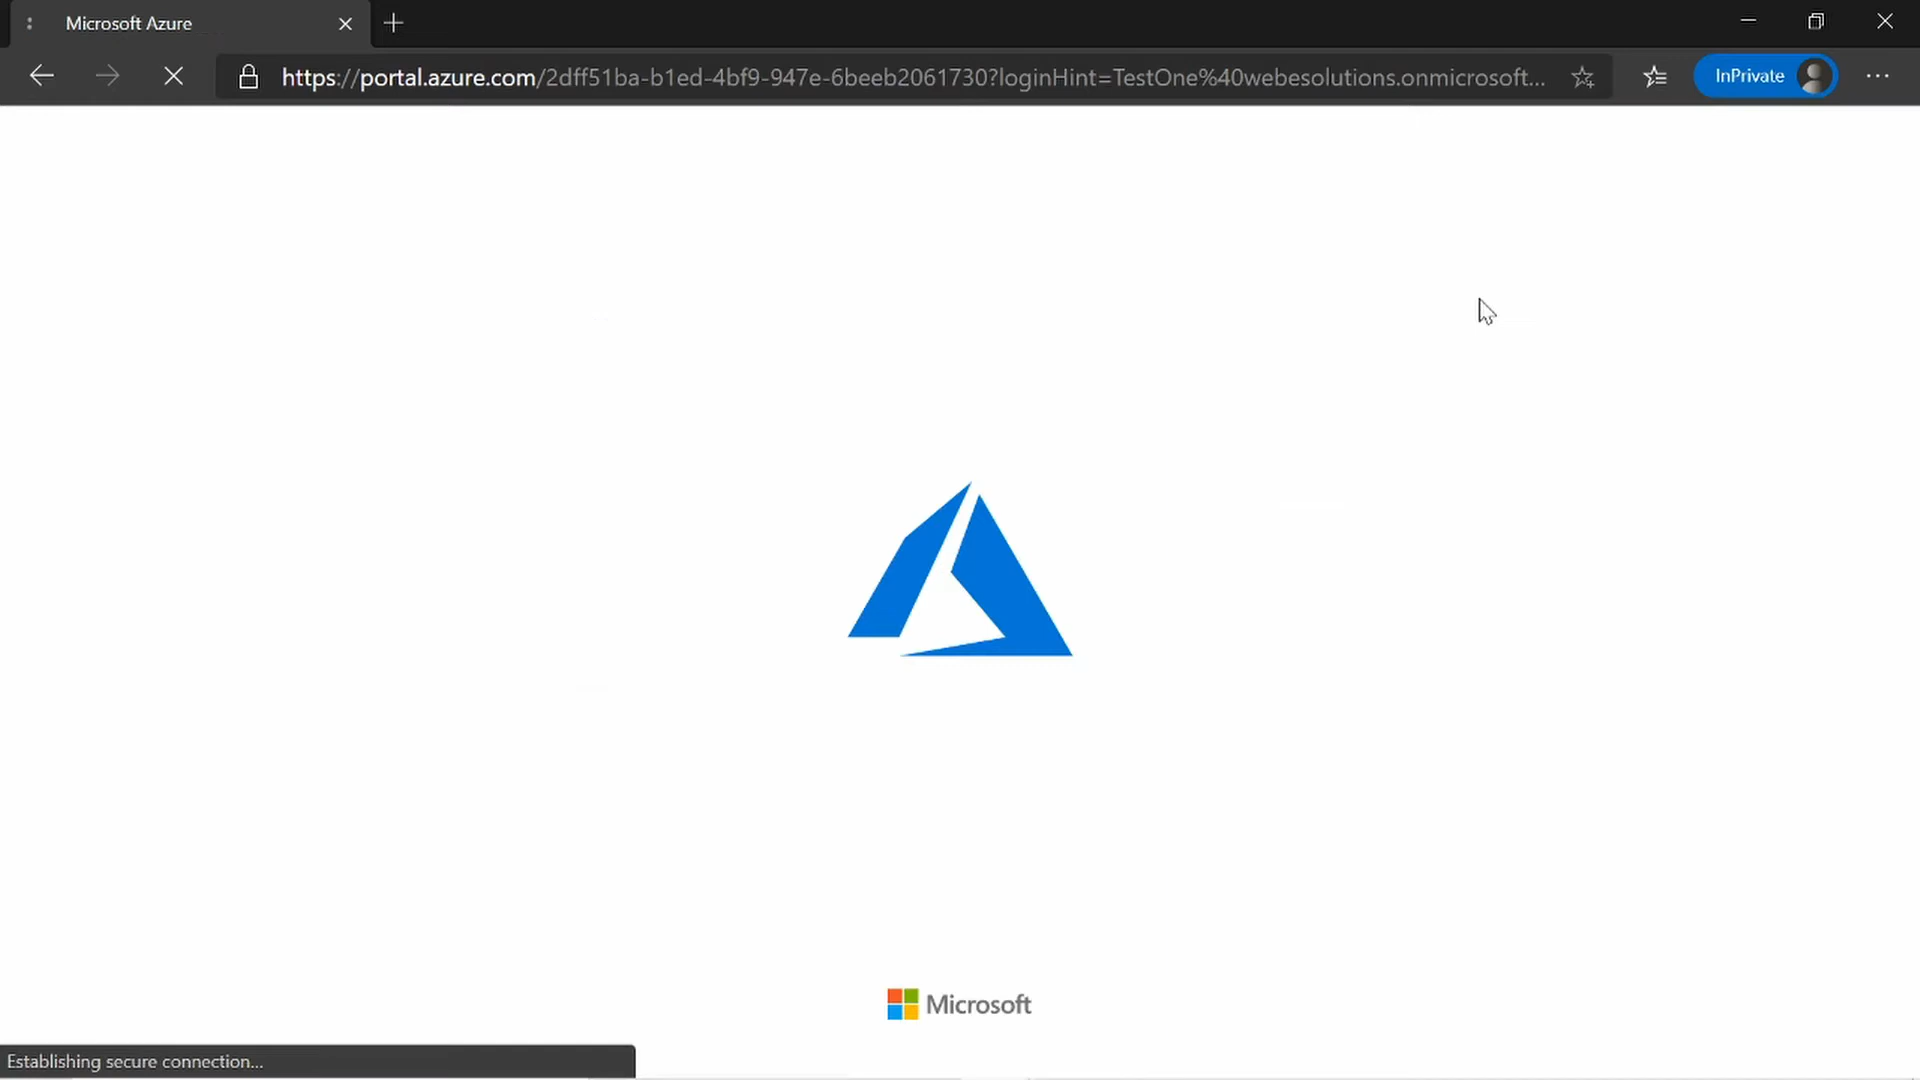 Microsoft Azure
https://portal.azure.com/2dff51ba-b1ed-4bf9-947e-6beeb2061730?loginHint=TestOne%40webesolutions.onmicrosoft...
InPrivate
Microsoft
Establishing secure connection...